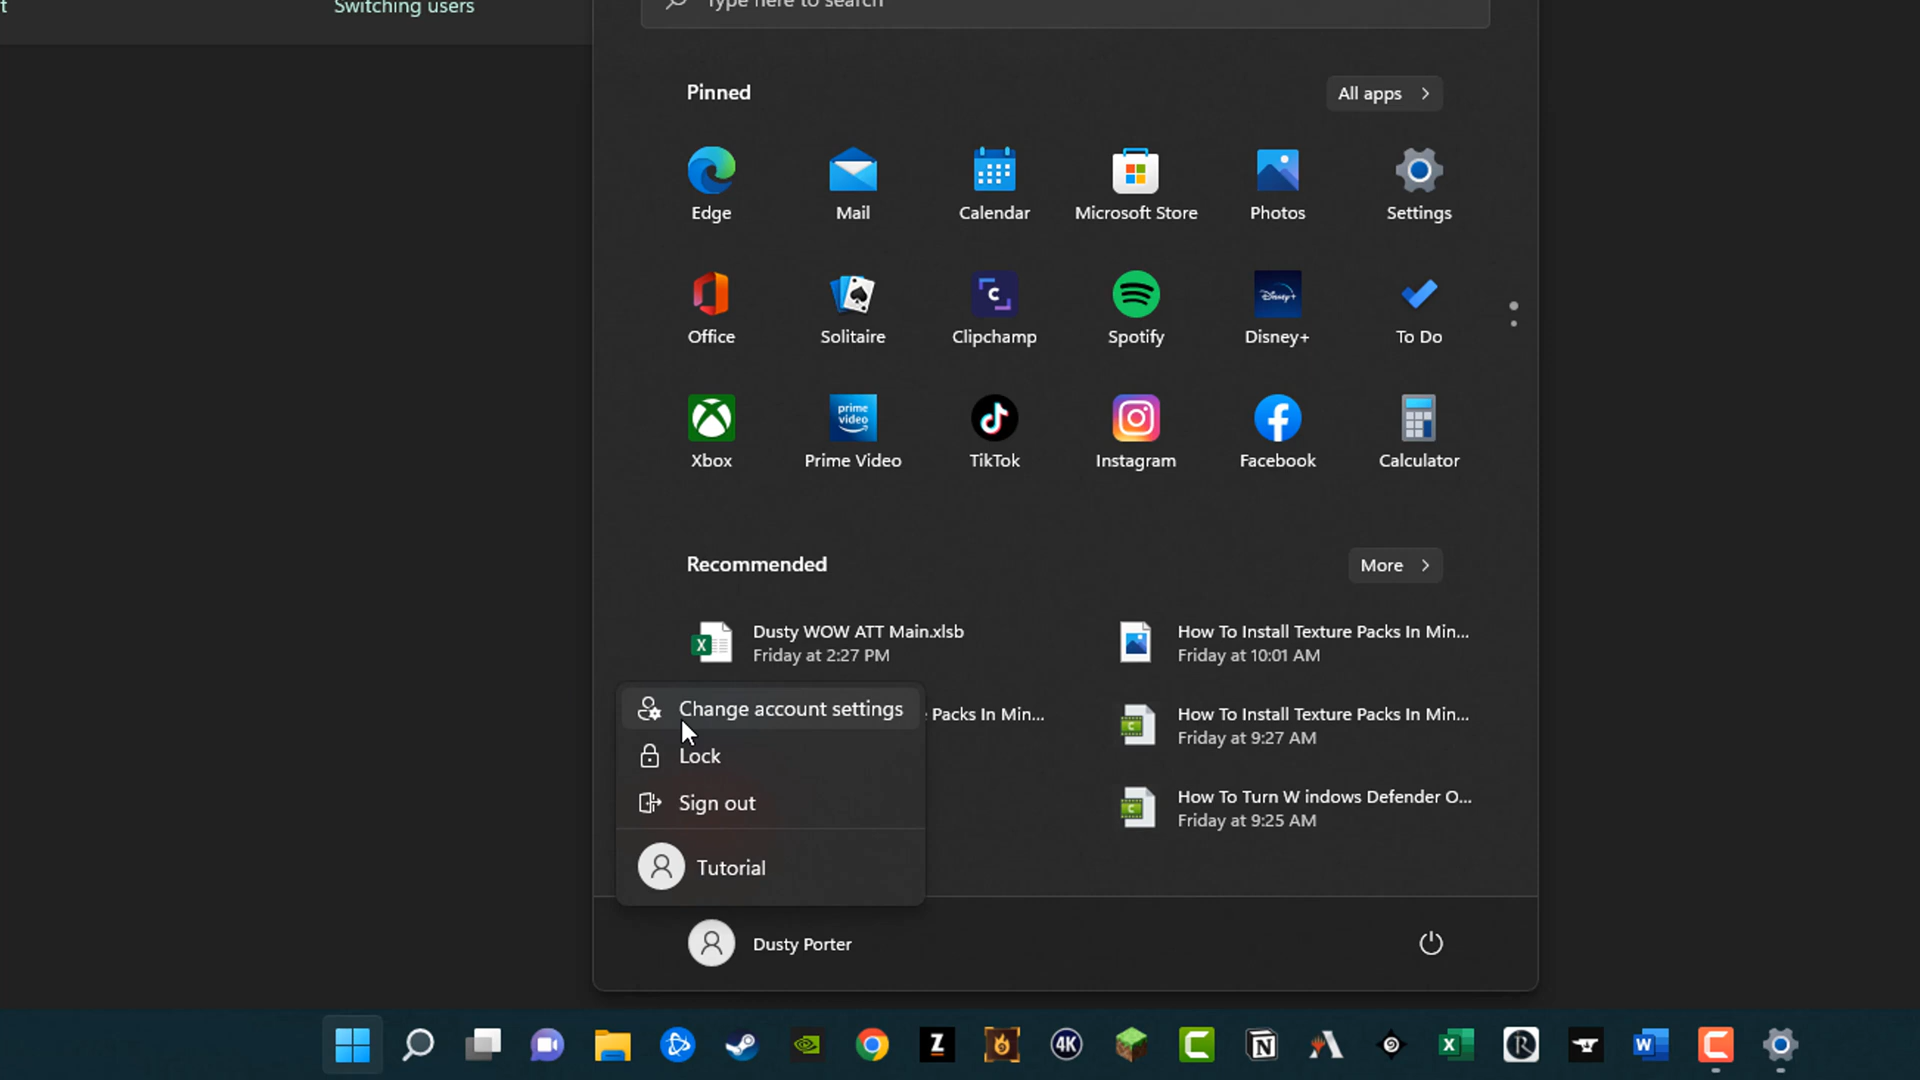 t
Switching users
Type here to search
Pinned
All apps
Edge
Mail
Calendar
Microsoft Store
Photos
Settings
Office
Solitaire
Clipchamp
Spotify
Disney+
To Do
Xbox
prime
video
Prime Video
TikTok
Instagram
Facebook
Calculator
Recommended
More
Dusty WOW ATT Main.xlsb
Friday at 2:27 PM
How To Install Texture Packs In Min...
Friday at 10:01 AM
Packs In Min...
How To Install Texture Packs In Min...
Friday at 9:27 AM
How To Turn W indows Defender O...
Friday at 9:25 AM
Change account settings
Lock
Sign out
Tutorial
Dusty Porter
Z
4K